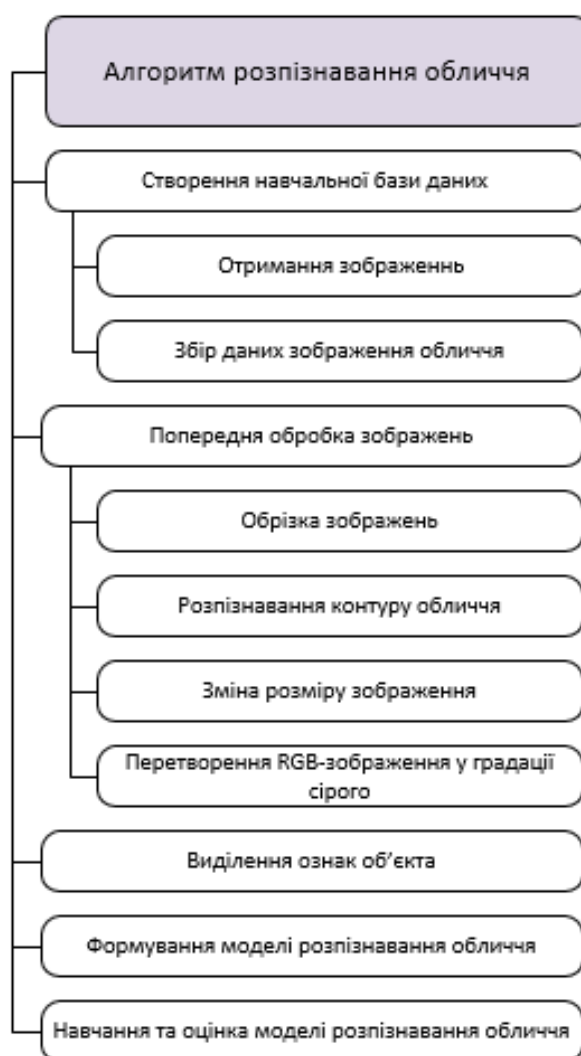 Алгоритм розпізнавання обличчя
Створення навчальної бази даних
Отримання зображеннь
Збір даних зображення обличчя
Попередня обробка зображень
Обрізка зображень
Розпізнавання контуру обличчя
Зміна розміру зображення
Перетворення RGB-зображення у градації
сірого
Виділення ознак об’єкта
Формування моделі розпізнавання обличчя
Навчання та оцінка моделі розпізнавання обличчя